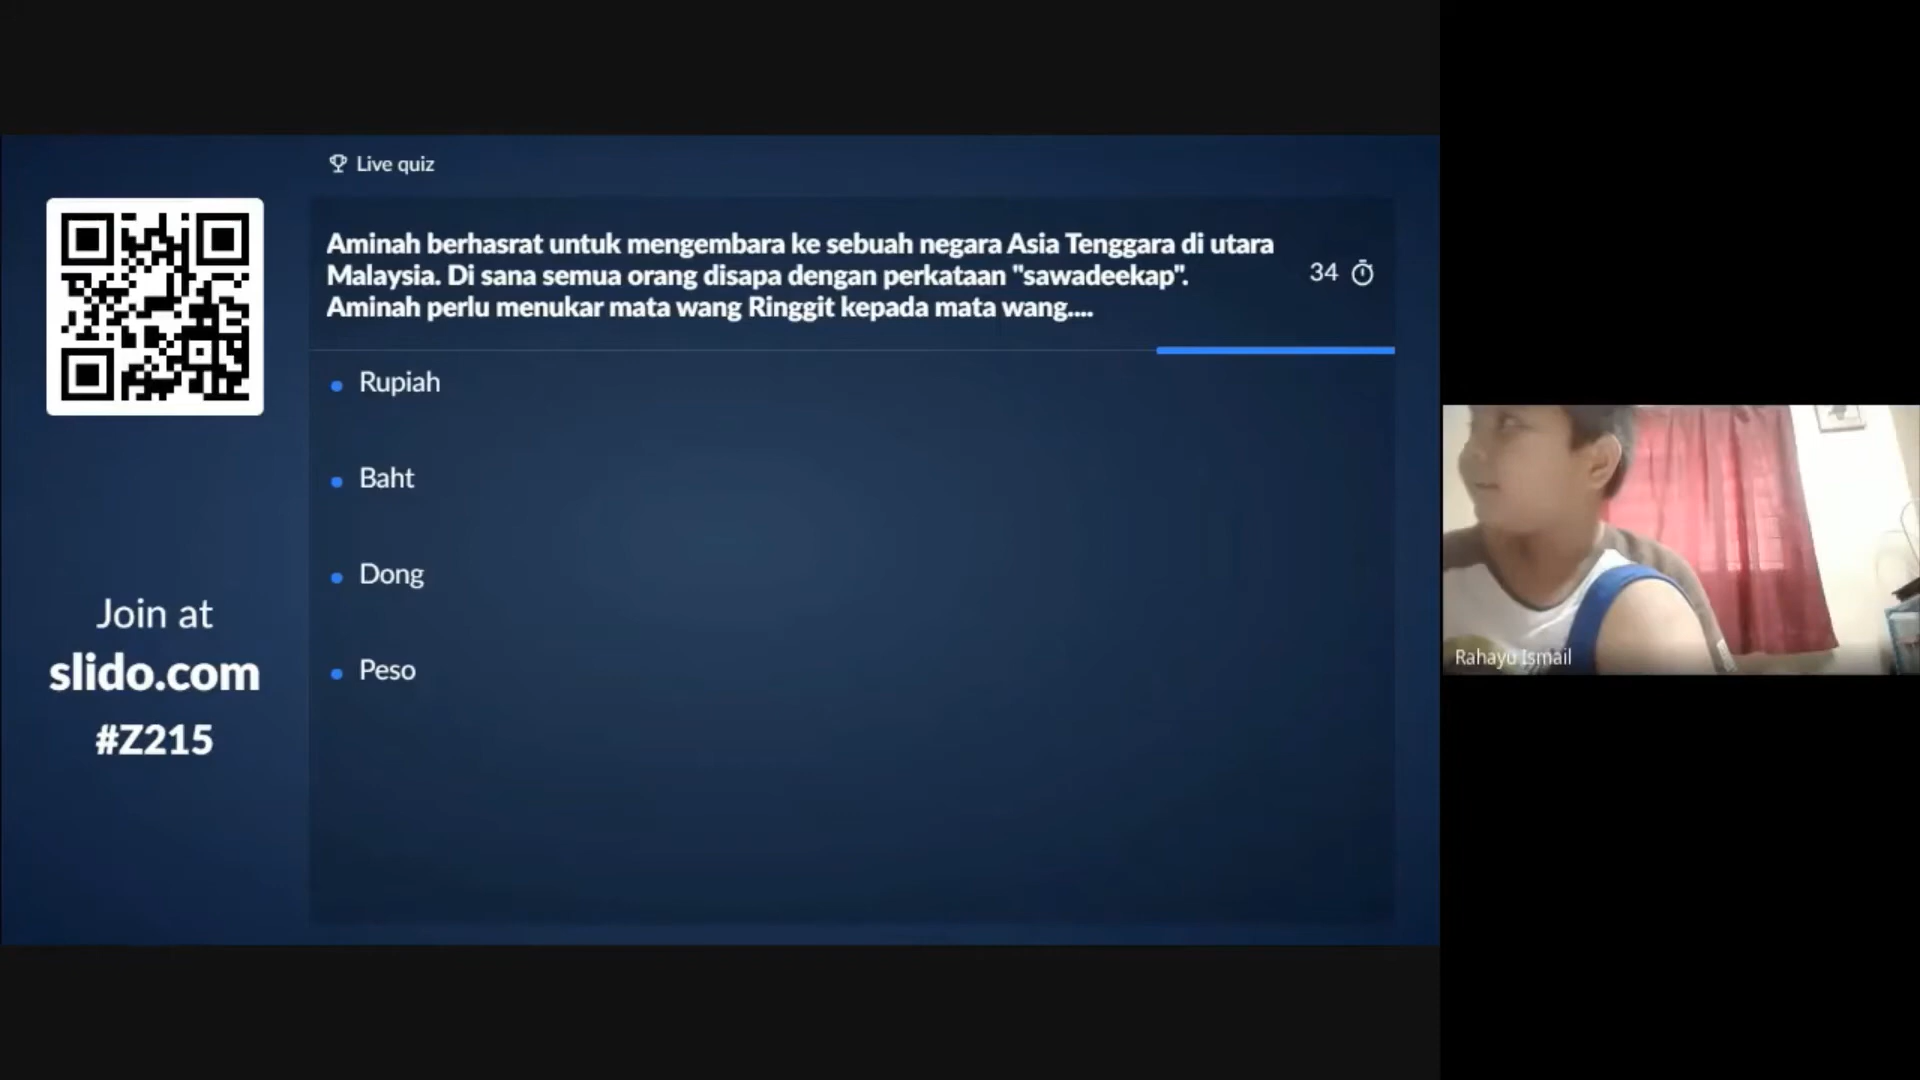 Live quiz
Aminah berhasrat untuk mengembara ke sebuah negara Asia Tenggara di utara
Malaysia. Di sana semua orang disapa dengan perkataan "sawadeekap".
Aminah perlu menukar mata wang Ringgit kepada mata wang....
34
Rupiah
Baht
Dong
Peso
Join at
slido.com
#Z215
Rahayu Ismail